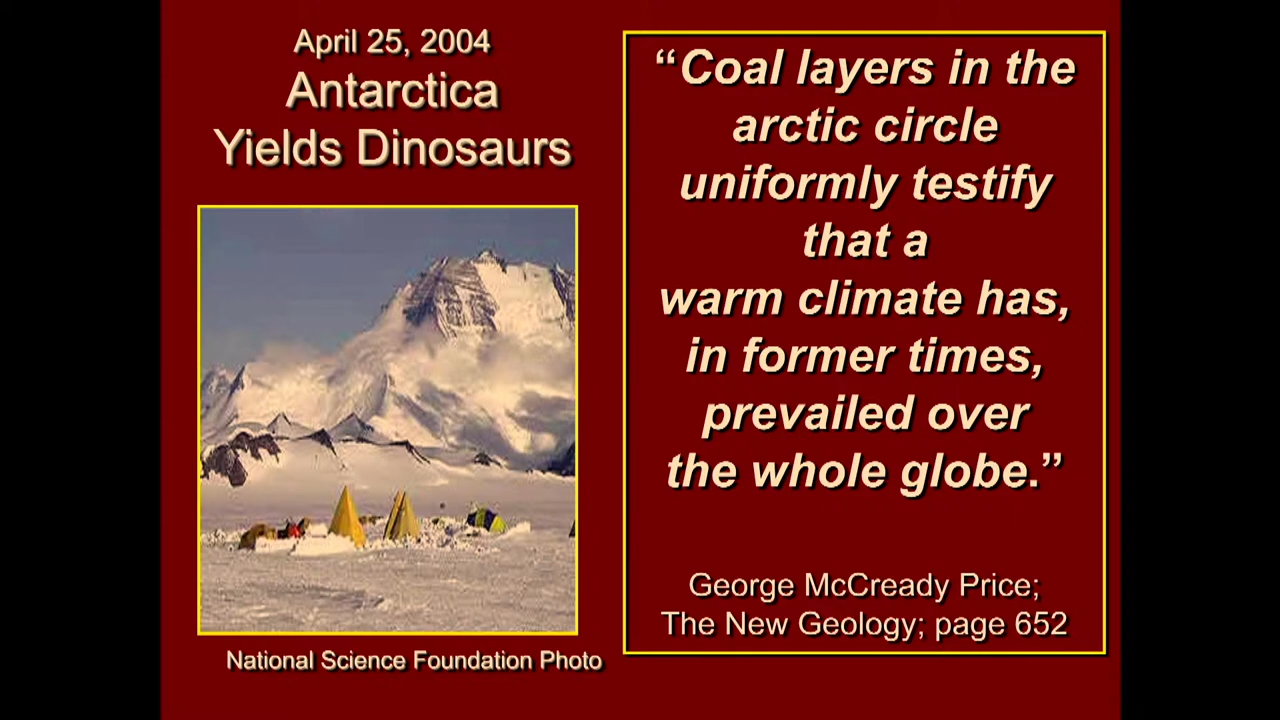 April 25, 2004
Antarctica
Yields Dinosaurs
National Science Foundation Photo
“Coal layers in the
arctic circle
uniformly testify
that a
warm climate has,
in former times,
prevailed over
the whole globe.”
George McCready Price;
The New Geology; page 652